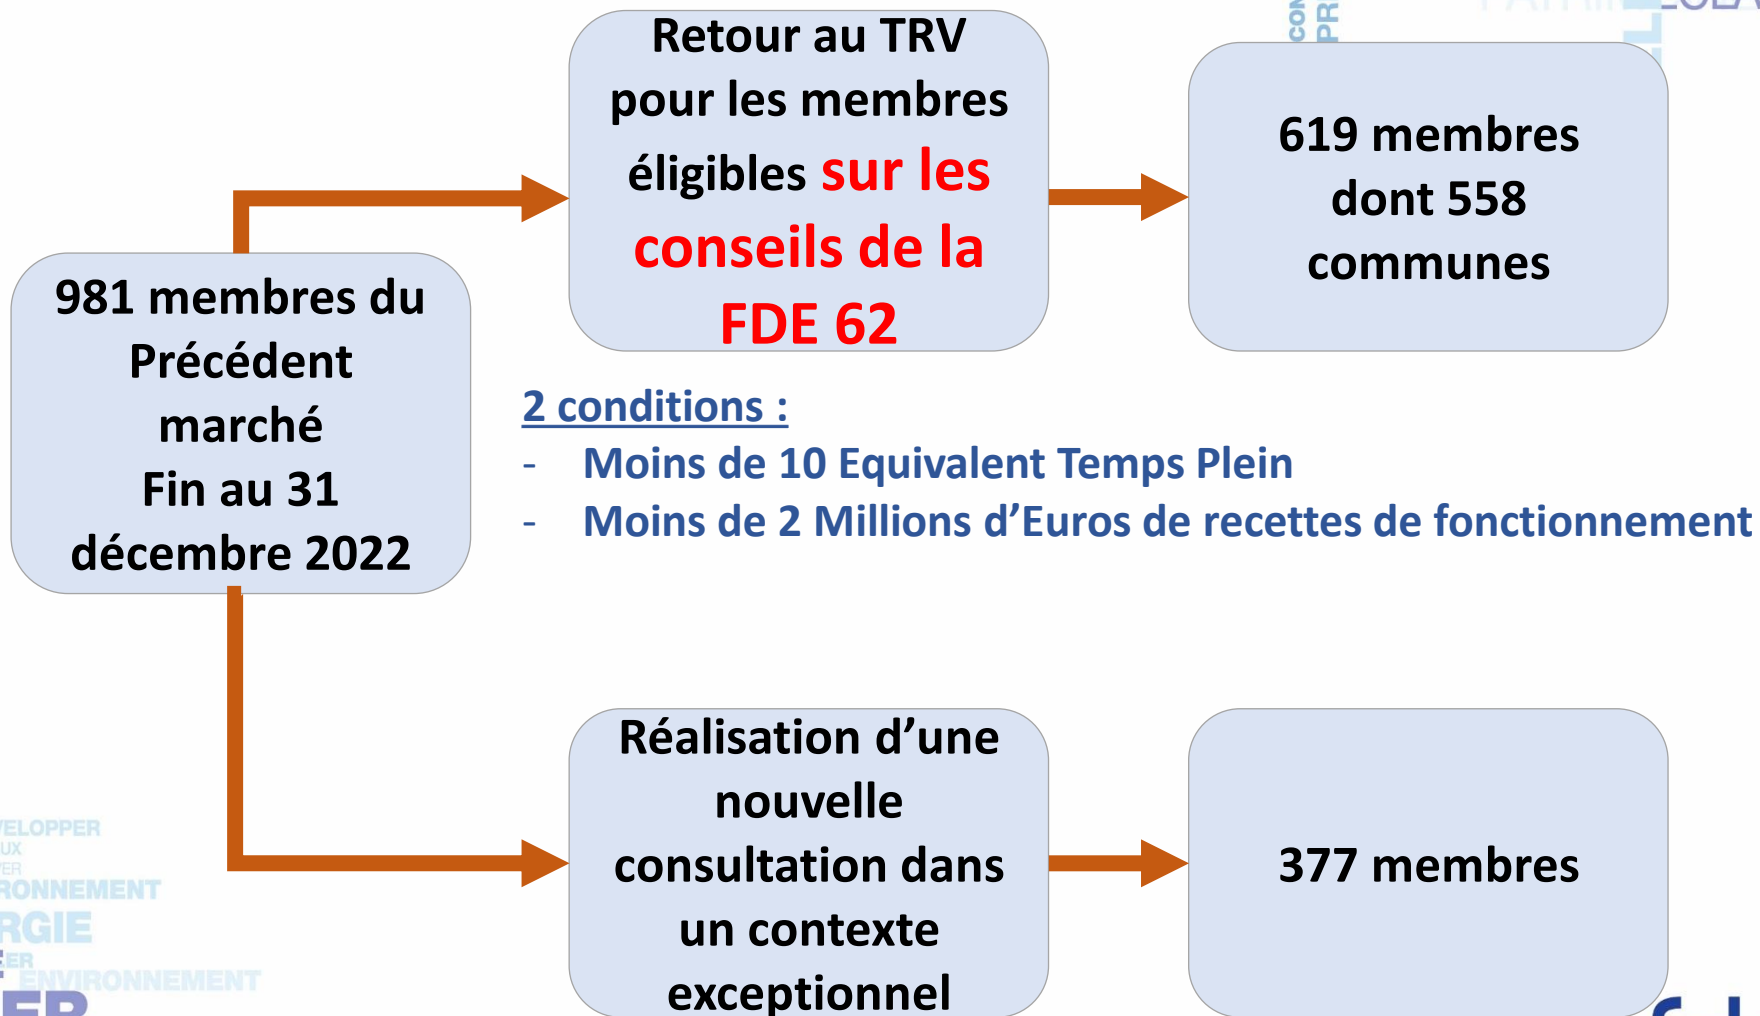 Retour au TRV
pour les membres
éligibles sur les
conseils de la
FDE 62
619 membres
dont 558
communes
981 membres du
Précédent
marché
Fin au 31
décembre 2022
2 conditions :
- Moins de 10 Equivalent Temps Plein
- Moins de 2 Millions d’Euros de recettes de fonctionnement
Réalisation d’une
nouvelle
consultation dans
un contexte
exceptionnel
377 membres
ENVIRONNEMENT